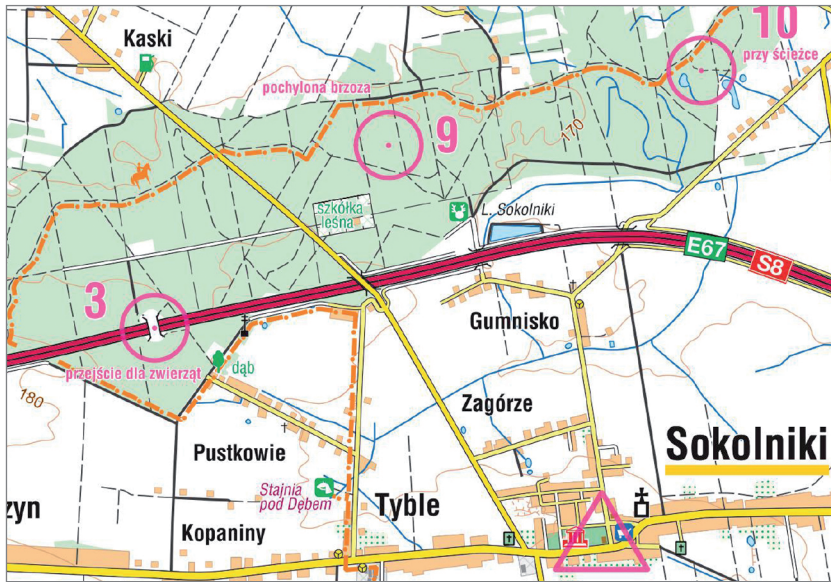 Kaski
10
przy ścieżce
pochylona brzoza
9
170
szkółka
leśna
L. Sokolniki
E67
S8
3
Gumnisko
dąb
przejście dla zwierząt
180
Zagórze
Pustkowie
Sokolniki
Stajnia
pod Dębem
Tyble
zyn
Kopaniny